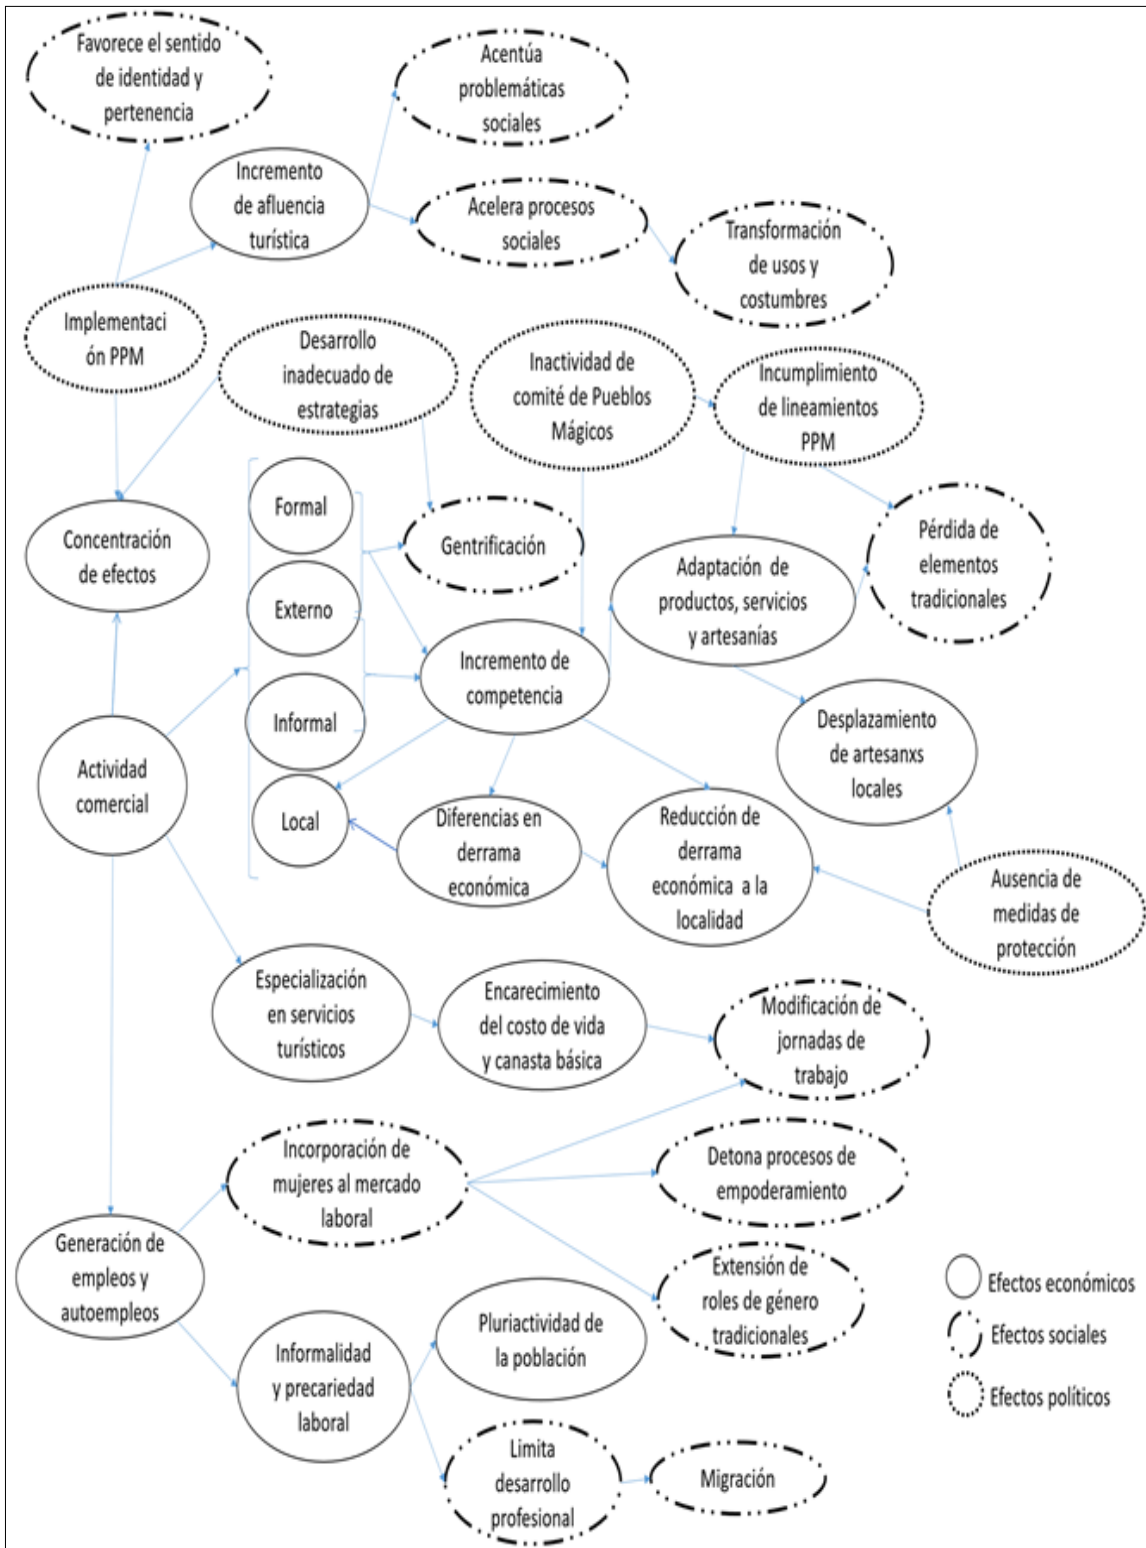 Favorece el sentido
de identidad y
pertenencia
Acentúa
problemáticas
sociales
Incremento
de afluencia
turística
Acelera procesos
sociales
Transformación
de usos y
costumbres
Implementaci
ón PPM
Desarrollo
inadecuado de
estrategias
Inactividad de
comité de Pueblos
Mágicos
Incumplimiento
de lineamientos
PPM
Formal
Concentración
de efectos
Gentrificación
Pérdida de
elementos
tradicionales
Externo
Adaptación de
productos, servicios
y artesanías
Incremento de
competencia
Informal
Desplazamiento
de artesanxs
locales
Actividad
comercial
Local
Diferencias en
derrama
económica
Reducción de
derrama
económica a la
localidad
Ausencia de
medidas de
protección
Especialización
en servicios
turísticos
Encarecimiento
del costo de vida
y canasta básica
Modificación de
jornadas de
trabajo
Incorporación de
mujeres al mercado
laboral
Detona procesos de
empoderamiento
Generación de
empleos y
autoempleos
Extensión de
roles de género
tradicionales
Informalidad
y precariedad
laboral
Pluriactividad de
la población
Limita
desarrollo
profesional
Migración
Efectos económicos
Efectos sociales
Efectos políticos